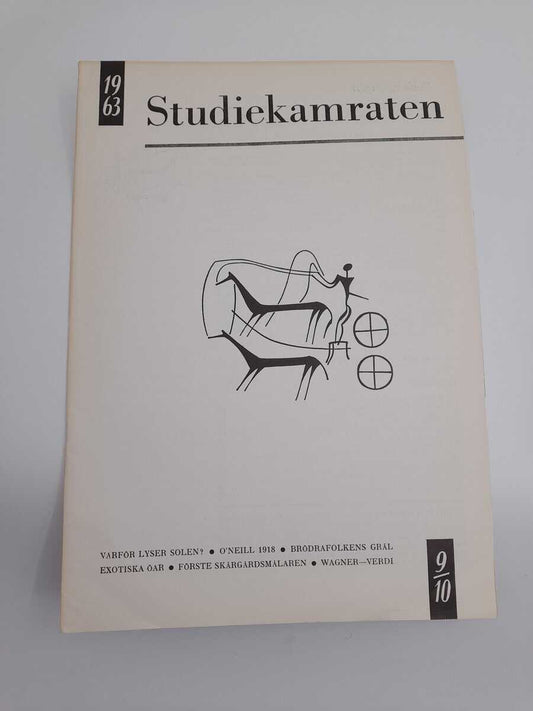 19
63
Studiekamraten
VARFÖR LYSER SOLEN? ● O'NEILL 1918 ● BRÖDRAFOLKENS GRÄL
EXOTISKA ÖAR ● FÖRSTE SKÄRGÅRDSMÅLAREN ● WAGNER—VERDI
9/10